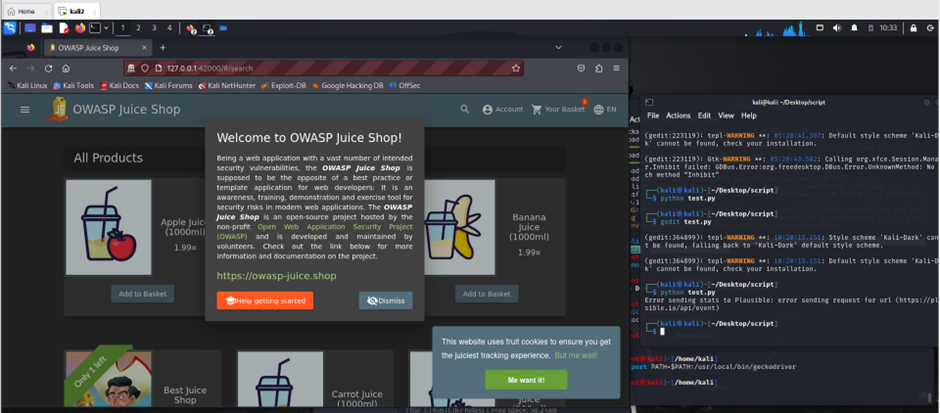 Home
kali2
1
2
3
4
10:33
OWASP Juice Shop
127.0.0.1:42000/#/search
Kali Linux
Kali Tools
Kali Docs
Kali Forums
Kali NetHunter
Exploit-DB
Google Hacking DB
OffSec
OWASP Juice Shop
Account
Your Basket
EN
All Products
Welcome to OWASP Juice Shop!
Being a web application with a vast number of intended
security vulnerabilities, the OWASP Juice Shop is
supposed to be the opposite of a best practice or
template application for web developers: It is an
awareness, training, demonstration and exercise tool for
security risks in modern web applications. The OWASP
Juice Shop is an open-source project hosted by the
non-profit Open Web Application Security Project
(OWASP) and is developed and maintained by
volunteers. Check out the link below for more
information and documentation on the project.
https://owasp-juice.shop
Help getting started
Dismiss
Apple Jui
(1000ml)
1.99¤
Add to Basket
Banana
Juice
(1000ml)
1.99¤
Add to Basket
Only 1 left
Best Juice
Shop
Carrot Juice
(1000ml)
This website uses fruit cookies to ensure you get
the juiciest tracking experience. But me wait!
Me want it!
kali@kali: ~/Desktop/script
File Actions Edit View Help
(gedit:223119): tepl-WARNING **: 05:28:41.387: Default style scheme 'Kali-D
k' cannot be found, check your installation.
(gedit:223119): Gtk-WARNING **: 05:28:43.502: Calling org.xfce.Session.Mana
r.Inhibit failed: GDBus.Error:org.freedesktop.DBus.Error.UnknownMethod: No
ch method "Inhibit"
(kali㉿kali)-[~/Desktop/script]
python test.py
(kali㉿kali)-[~/Desktop/script]
gedit test.py
(gedit:364899): tepl-WARNING **: 10:20:15.151: Style scheme 'Kali-Dark' can
t be found, falling back to 'Kali-Dark' default style scheme.
(gedit:364899): tepl-WARNING **: 10:20:15.151: Default style scheme 'Kali-D
k' cannot be found, check your installation.
(kali㉿kali)-[~/Desktop/script]
python test.py
Error sending stats to Plausible: error sending request for url (https://pl
sible.io/api/event)
(kali㉿kali)-[~/Desktop/script]
$
ot㉿kali)-[/home/kali]
port PATH=$PATH:/usr/local/bin/geckodriver
ot㉿kali)-[/home/kali]